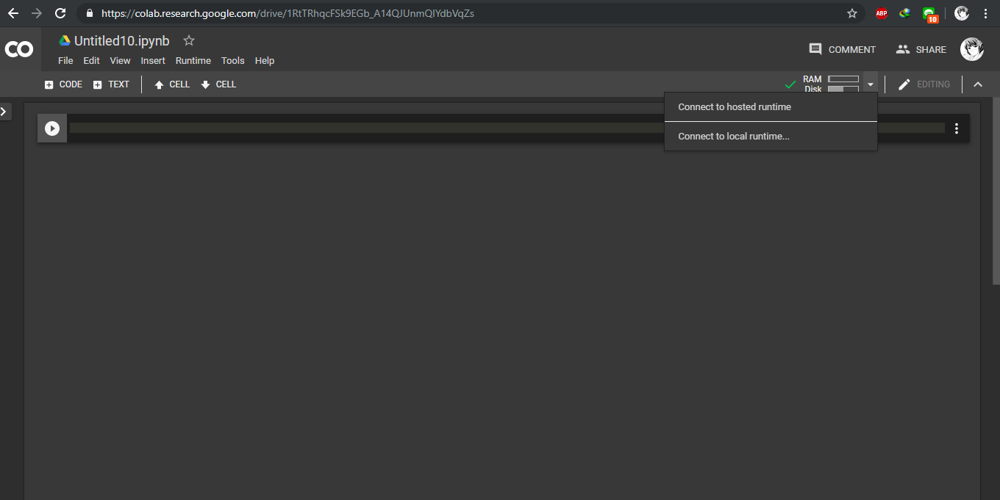 https://colab.research.google.com/drive/1RtTRhqcFSk9EGb_A14QJUnmQIYdbVqZs
ABP
10
CO
Untitled10.ipynb
File Edit View Insert Runtime Tools Help
COMMENT
SHARE
CODE
TEXT
CELL
CELL
RAM
Disk
EDITING
Connect to hosted runtime
Connect to local runtime...